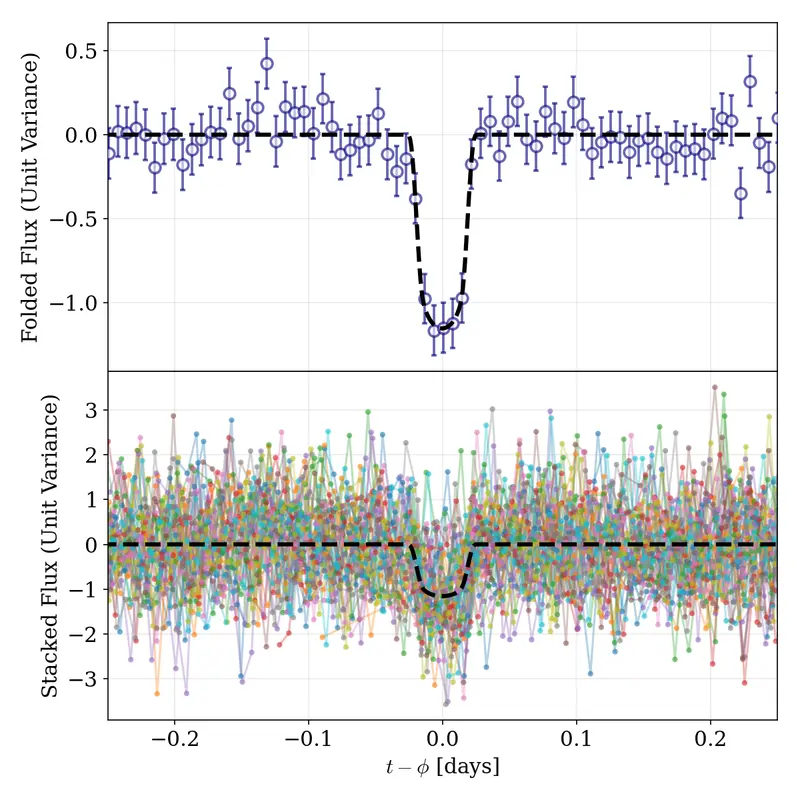 Folded Flux (Unit Variance)
0.5
0.0
−0.5
−1.0
Stacked Flux (Unit Variance)
3
2
1
0
−1
−2
−3
−0.2 −0.1 0.0 0.1 0.2
t − ϕ [days]